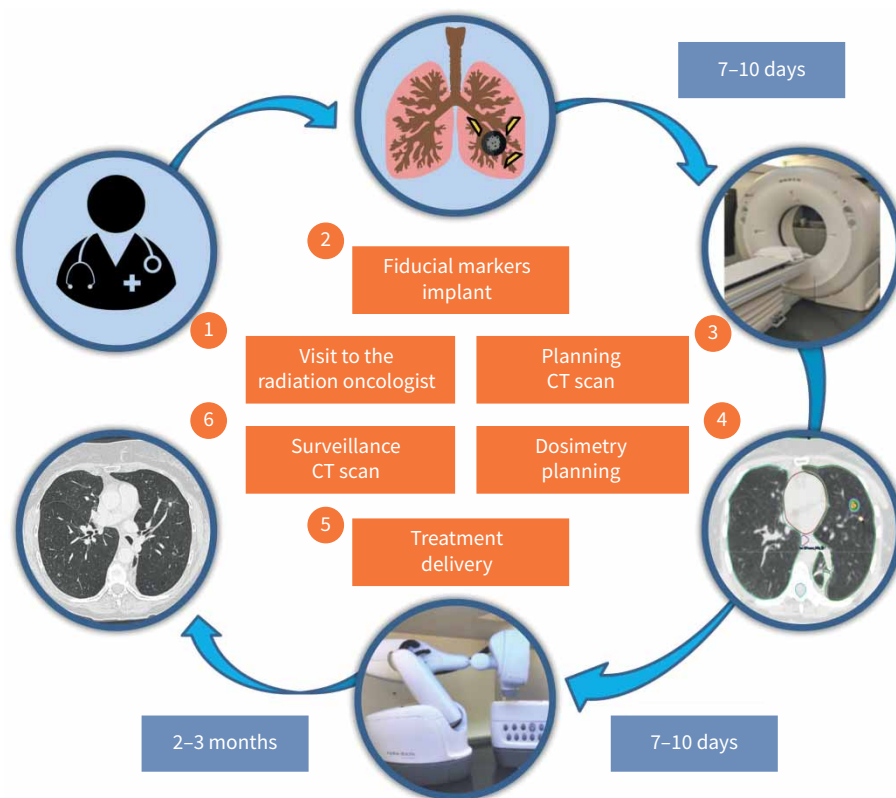 7–10 days
2
Fiducial markers
implant
1
Visit to the
radiation oncologist
3
Planning
CT scan
6
Surveillance
CT scan
4
Dosimetry
planning
5
Treatment
delivery
2–3 months
7–10 days